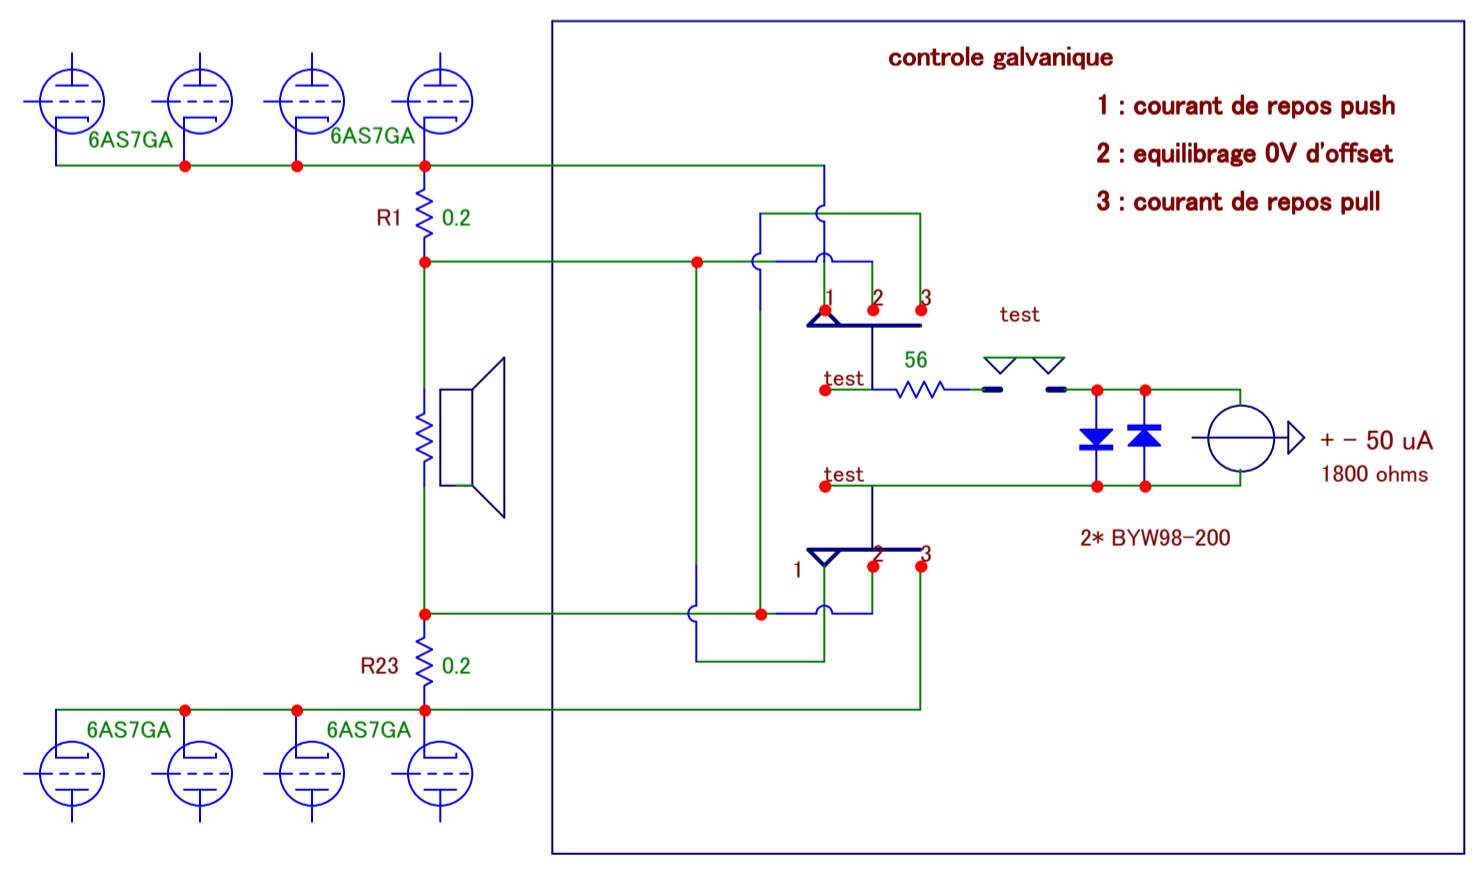 controle galvanique
1 : courant de repos push
2 : equilibrage 0V d'offset
3 : courant de repos pull
6AS7GA
6AS7GA
R1
0.2
1
2
3
test
56
test
test
+ - 50 uA
1800 ohms
2* BYW98-200
1
2
3
R23
0.2
6AS7GA
6AS7GA